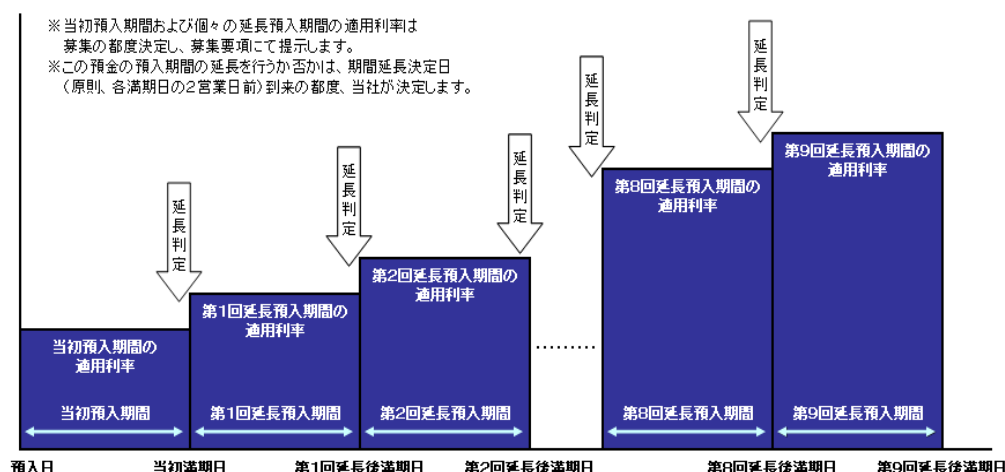 ※当初預入期間および個々の延長預入期間の適用利率は
募集の都度決定し、募集要項にて提示します。
※この預金の預入期間の延長を行うか否かは、期間延長決定日
（原則、各満期日の２営業日前）到来の都度、当社が決定します。
延長判定
延長判定
延長判定
延長判定
延長判定
当初預入期間の
適用利率
第1回延長預入期間の
適用利率
第2回延長預入期間の
適用利率
第8回延長預入期間の
適用利率
第9回延長預入期間の
適用利率
………
当初預入期間
第1回延長預入期間
第2回延長預入期間
第8回延長預入期間
第9回延長預入期間
預入日
当初満期日
第1回延長後満期日
第2回延長後満期日
第8回延長後満期日
第9回延長後満期日